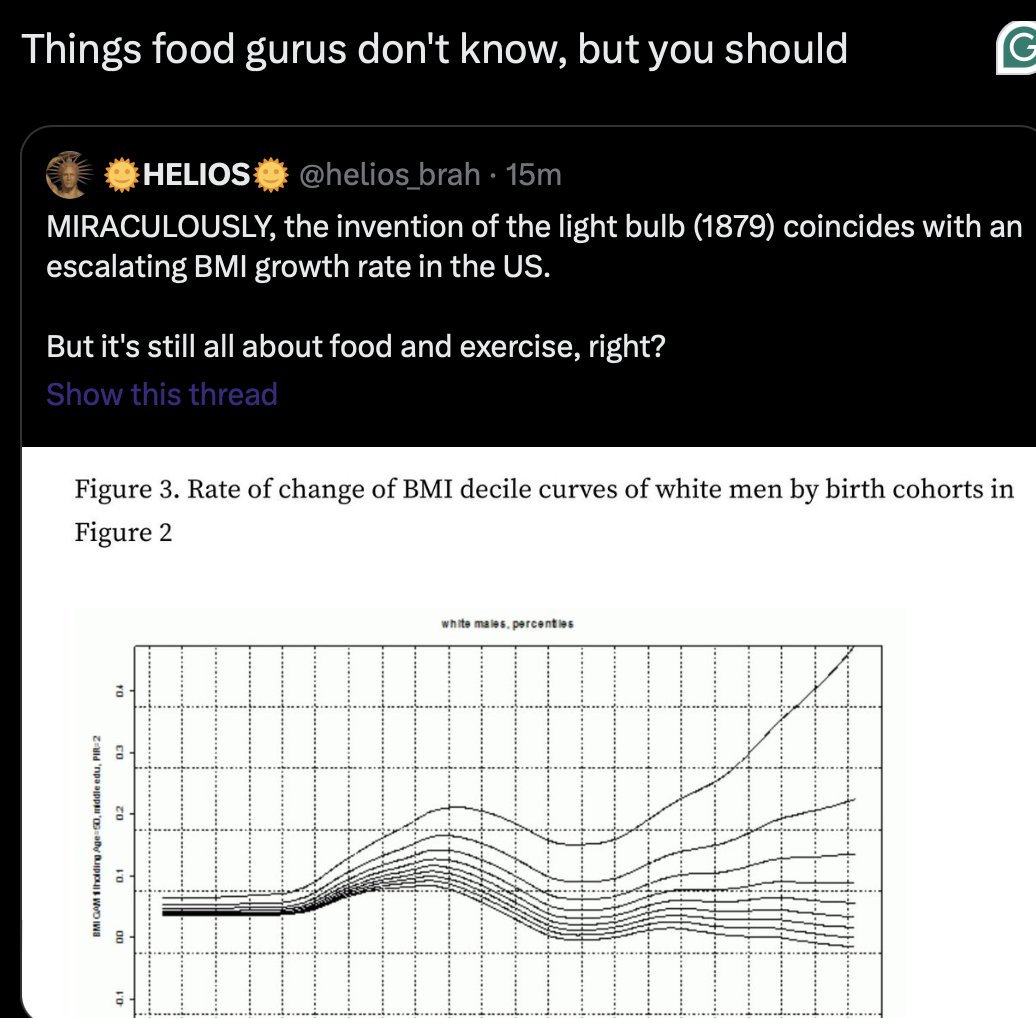 Things food gurus don't know, but you should
G
🌞HELIOS🌞 @helios_brah · 15m
MIRACULOUSLY, the invention of the light bulb (1879) coincides with an
escalating BMI growth rate in the US.
But it's still all about food and exercise, right?
Show this thread
Figure 3. Rate of change of BMI decile curves of white men by birth cohorts in
Figure 2
white males, percentiles
0.4
0.3
0.2
0.1
0.0
-0.1
BMI GAM fit holding Age=50, middle edu, PIR=2